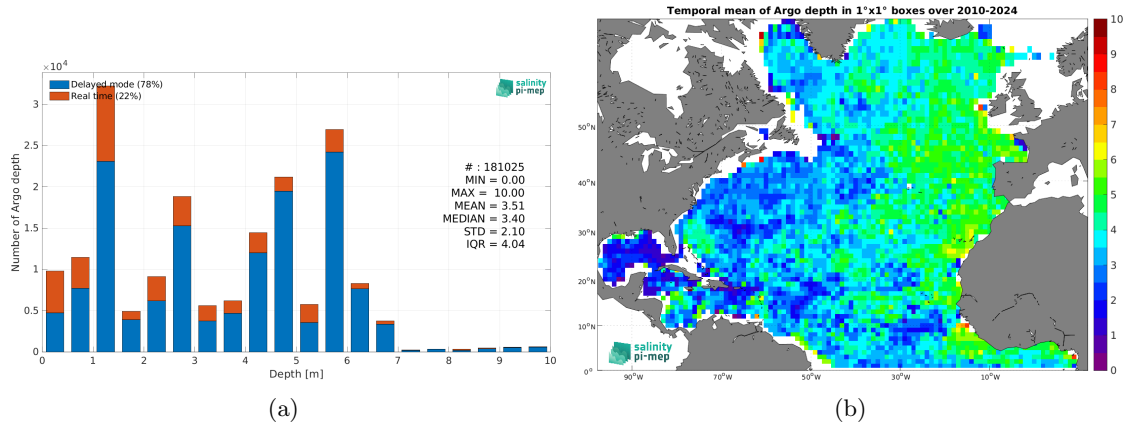 ×10⁴
Delayed mode (78%)
Real time (22%)
salinity
pi-mep
3
2.5
2
1.5
1
0.5
0
Number of Argo depth
# : 181025
MIN = 0.00
MAX = 10.00
MEAN = 3.51
MEDIAN = 3.40
STD = 2.10
IQR = 4.04
0 1 2 3 4 5 6 7 8 9 10
Depth [m]
(a)
Temporal mean of Argo depth in 1°x1° boxes over 2010-2024
50°N
40°N
30°N
20°N
10°N
0°
90°W 70°W 50°W 30°W 10°W
salinity
pi-mep
10
9
8
7
6
5
4
3
2
1
0
(b)